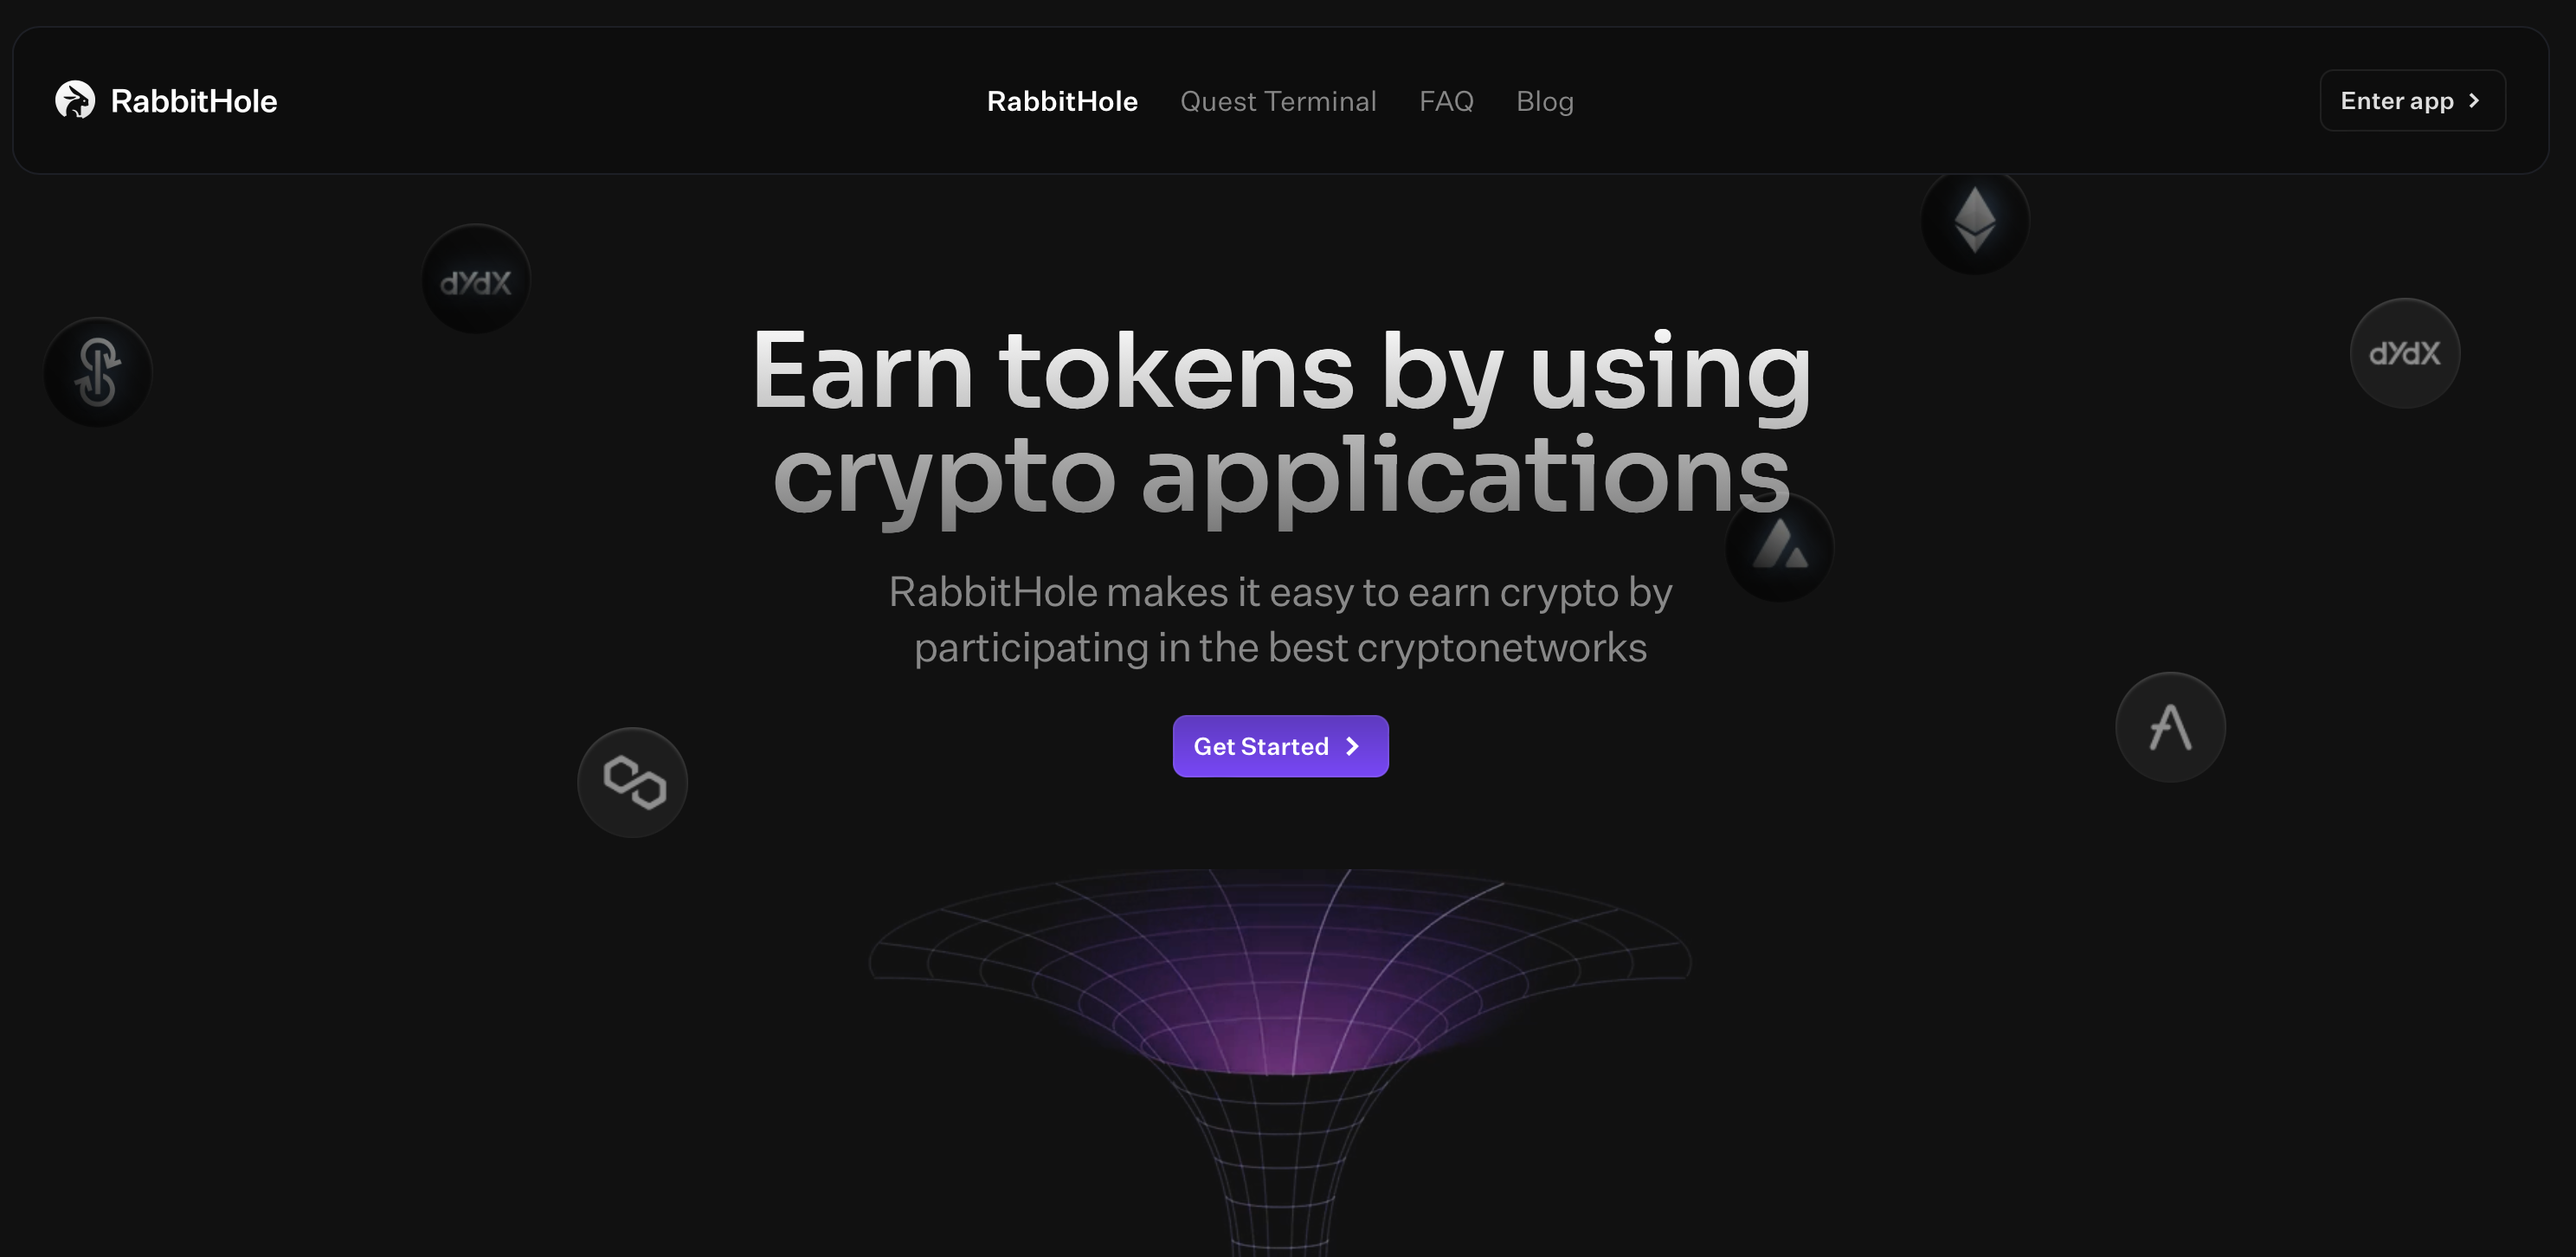 RabbitHole
RabbitHole
Quest Terminal
FAQ
Blog
Enter app
dYdX
dYdX
Earn tokens by using
crypto applications
RabbitHole makes it easy to earn crypto by
participating in the best cryptonetworks
Get Started